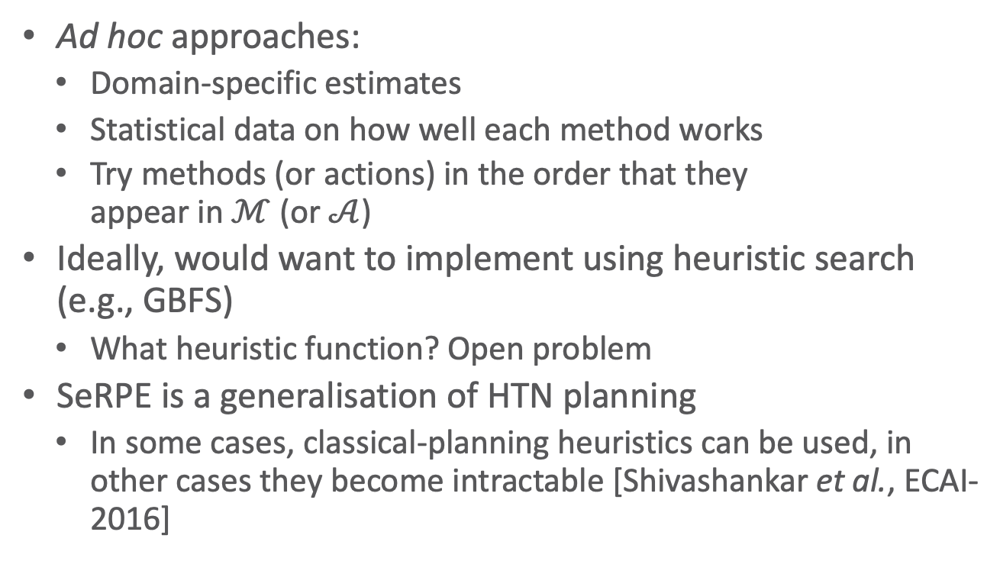 • Ad hoc approaches:
• Domain-specific estimates
• Statistical data on how well each method works
• Try methods (or actions) in the order that they
appear in ℳ (or 𝒜)
• Ideally, would want to implement using heuristic search
(e.g., GBFS)
• What heuristic function? Open problem
• SeRPE is a generalisation of HTN planning
• In some cases, classical-planning heuristics can be used, in
other cases they become intractable [Shivashankar et al., ECAI-
2016]